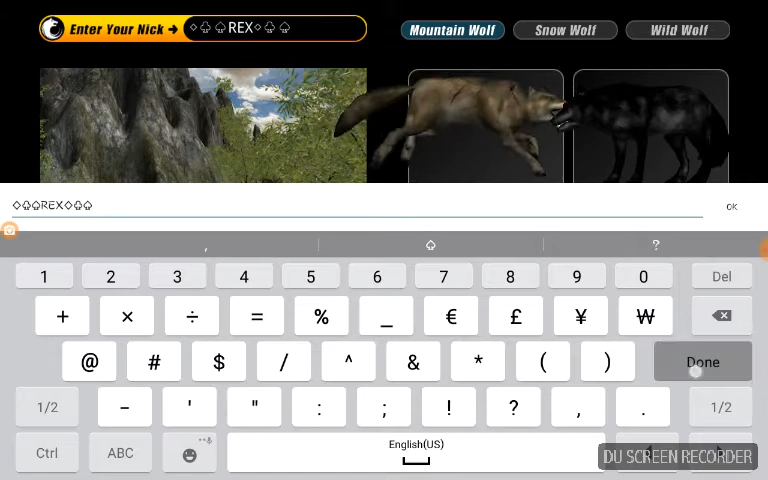 Enter Your Nick → ◇♧♤REX◇♧♤
Mountain Wolf
Snow Wolf
Wild Wolf
◇♧♤REX◇♧♤
OK
, ♤ ?
1 2 3 4 5 6 7 8 9 0 Del
+ × ÷ = % _ € £ ¥ ₩
@ # $ / ^ & * ( ) Done
1/2 - ' " : ; ! ? , . 1/2
Ctrl ABC English(US)
DU SCREEN RECORDER